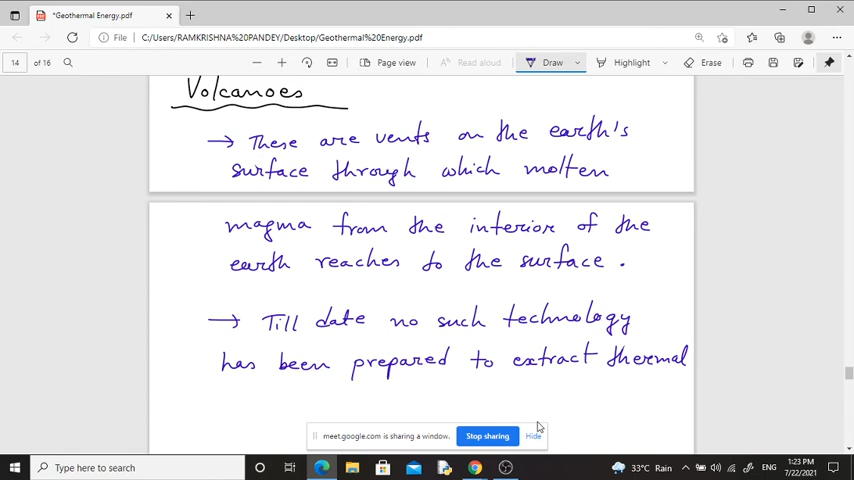 *Geothermal Energy.pdf
File C:/Users/RAMKRISHNA%20PANDEY/Desktop/Geothermal%20Energy.pdf
14 of 16 Page view Read aloud Draw Highlight Erase
Volcanoes
→ These are vents on the earth's
surface through which molten
magma from the interior of the
earth reaches to the surface.
→ Till date no such technology
has been prepared to extract thermal
meet.google.com is sharing a window. Stop sharing Hide
Type here to search 33°C Rain ENG 1:23 PM
7/22/2021